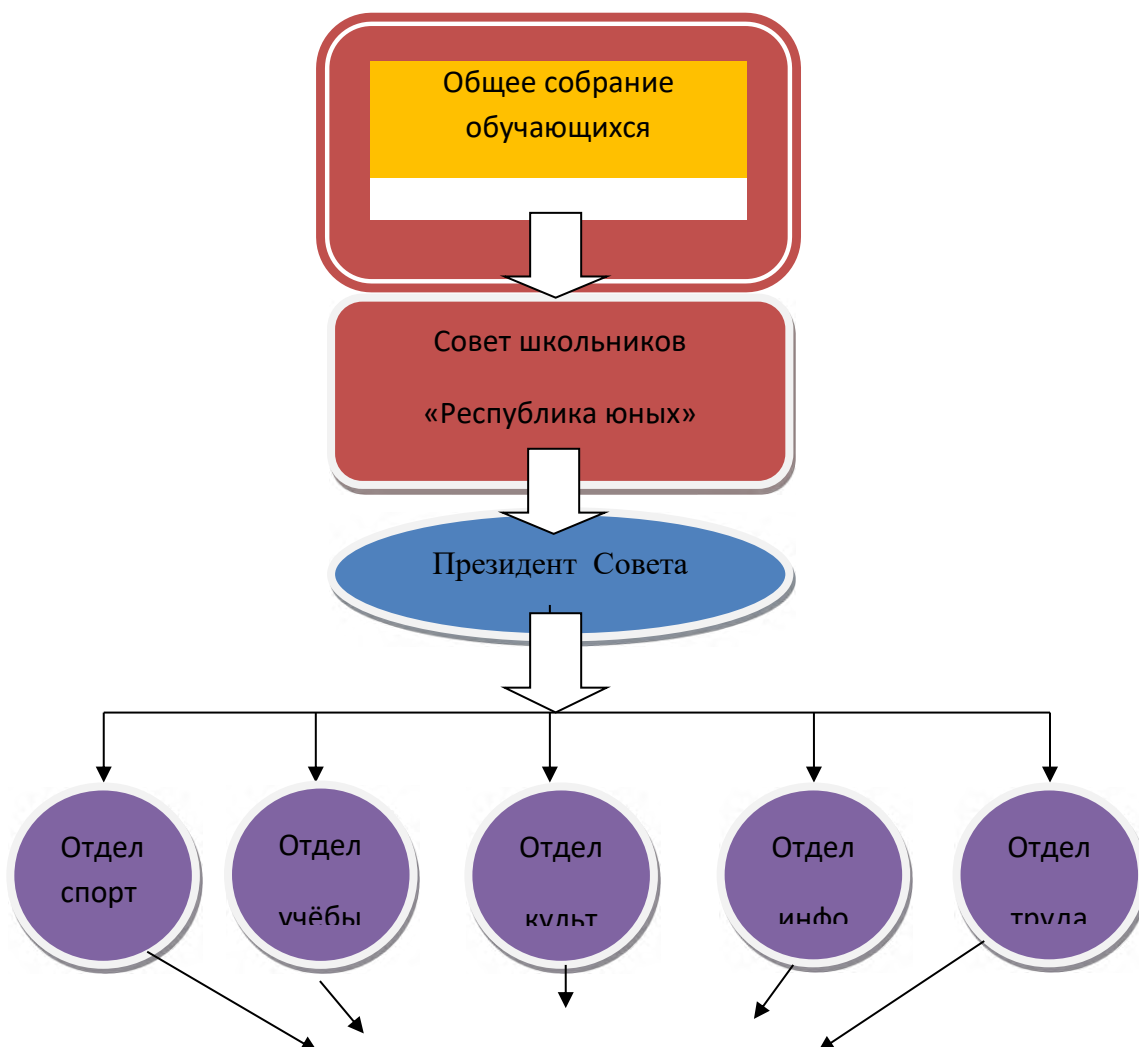 Общее собрание
обучающихся
Совет школьников
«Республика юных»
Президент Совета
Отдел
спорт
Отдел
учёбы
Отдел
культ
Отдел
инфо
Отдел
труда